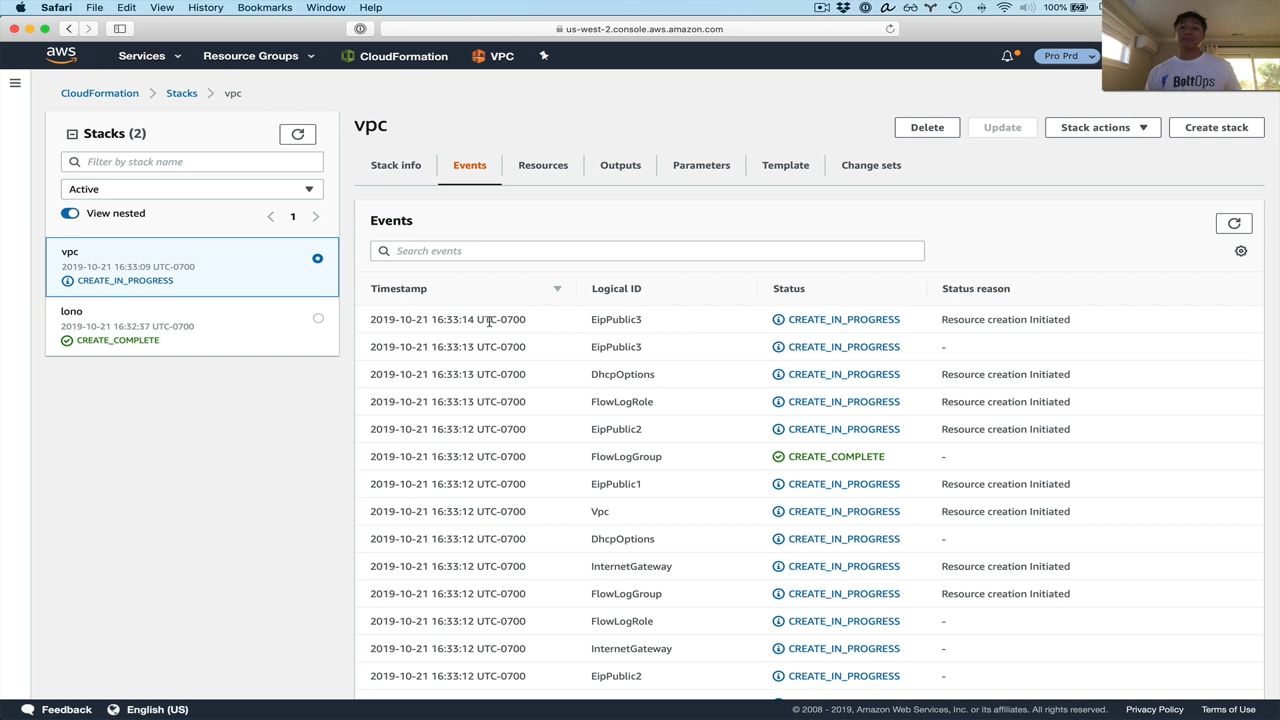 Safari File Edit View History Bookmarks Window Help 100%
us-west-2.console.aws.amazon.com
aws Services Resource Groups CloudFormation VPC Pro Prd
BoltOps
CloudFormation Stacks vpc
Stacks (2)
Filter by stack name
Active
View nested 1
vpc
2019-10-21 16:33:09 UTC-0700
CREATE_IN_PROGRESS
lono
2019-10-21 16:32:37 UTC-0700
CREATE_COMPLETE
vpc Delete Update Stack actions Create stack
Stack info Events Resources Outputs Parameters Template Change sets
Events
Search events
Timestamp Logical ID Status Status reason
2019-10-21 16:33:14 UTC-0700 EipPublic3 CREATE_IN_PROGRESS Resource creation Initiated
2019-10-21 16:33:13 UTC-0700 EipPublic3 CREATE_IN_PROGRESS -
2019-10-21 16:33:13 UTC-0700 DhcpOptions CREATE_IN_PROGRESS Resource creation Initiated
2019-10-21 16:33:13 UTC-0700 FlowLogRole CREATE_IN_PROGRESS Resource creation Initiated
2019-10-21 16:33:12 UTC-0700 EipPublic2 CREATE_IN_PROGRESS Resource creation Initiated
2019-10-21 16:33:12 UTC-0700 FlowLogGroup CREATE_COMPLETE -
2019-10-21 16:33:12 UTC-0700 EipPublic1 CREATE_IN_PROGRESS Resource creation Initiated
2019-10-21 16:33:12 UTC-0700 Vpc CREATE_IN_PROGRESS Resource creation Initiated
2019-10-21 16:33:12 UTC-0700 DhcpOptions CREATE_IN_PROGRESS -
2019-10-21 16:33:12 UTC-0700 InternetGateway CREATE_IN_PROGRESS Resource creation Initiated
2019-10-21 16:33:12 UTC-0700 FlowLogGroup CREATE_IN_PROGRESS Resource creation Initiated
2019-10-21 16:33:12 UTC-0700 FlowLogRole CREATE_IN_PROGRESS -
2019-10-21 16:33:12 UTC-0700 InternetGateway CREATE_IN_PROGRESS -
2019-10-21 16:33:12 UTC-0700 EipPublic2 CREATE_IN_PROGRESS -
Feedback English (US) © 2008 - 2019, Amazon Web Services, Inc. or its affiliates. All rights reserved. Privacy Policy Terms of Use